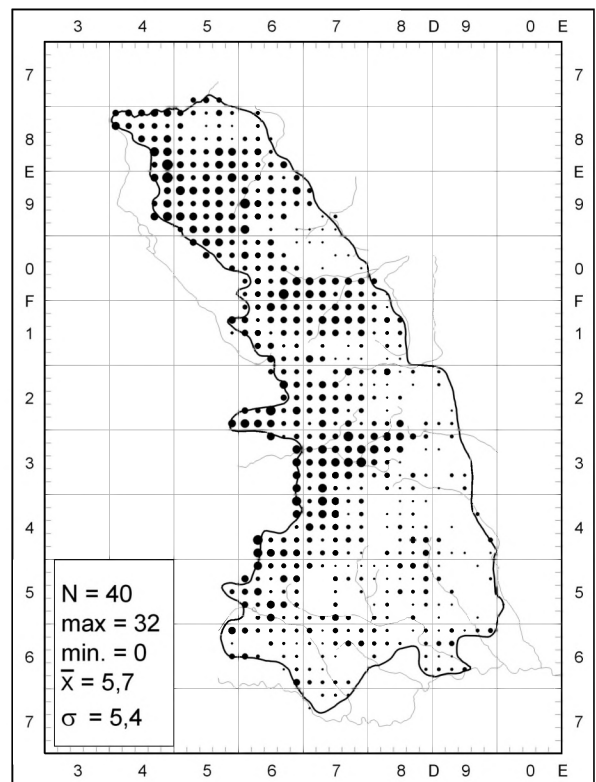 3 4 5 6 7 8 D 9 0 E
7 7
8 8
E E
9 9
0 0
F F
1 1
2 2
3 3
4 4
5 5
6 6
7 7
N = 40
max = 32
min. = 0
x̅ = 5,7
σ = 5,4
3 4 5 6 7 8 D 9 0 E